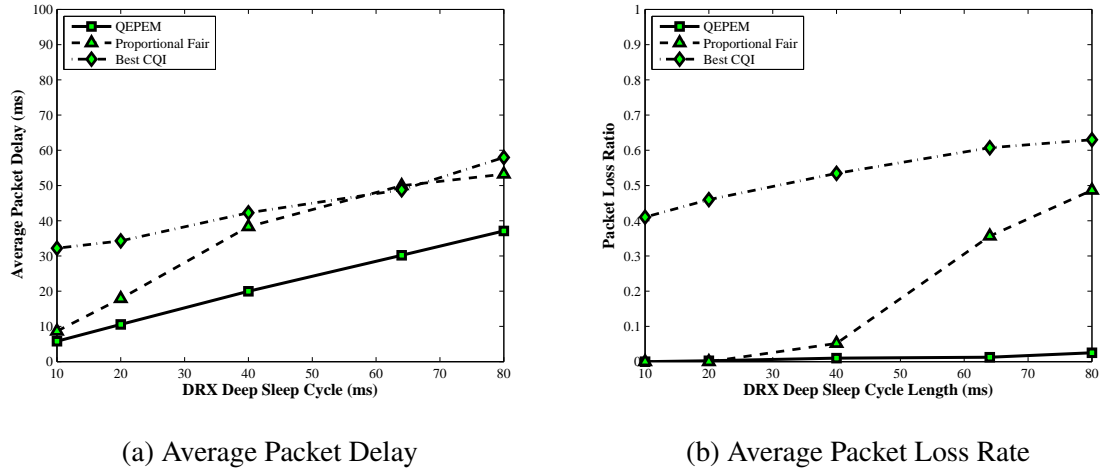 100
90
80
70
60
50
40
30
20
10
0
Average Packet Delay (ms)
QEPEM
Proportional Fair
Best CQI
10 20 30 40 50 60 70 80
DRX Deep Sleep Cycle (ms)
(a) Average Packet Delay
1
0.9
0.8
0.7
0.6
0.5
0.4
0.3
0.2
0.1
0
Packet Loss Ratio
QEPEM
Proportional Fair
Best CQI
10 20 30 40 50 60 70 80
DRX Deep Sleep Cycle Length (ms)
(b) Average Packet Loss Rate